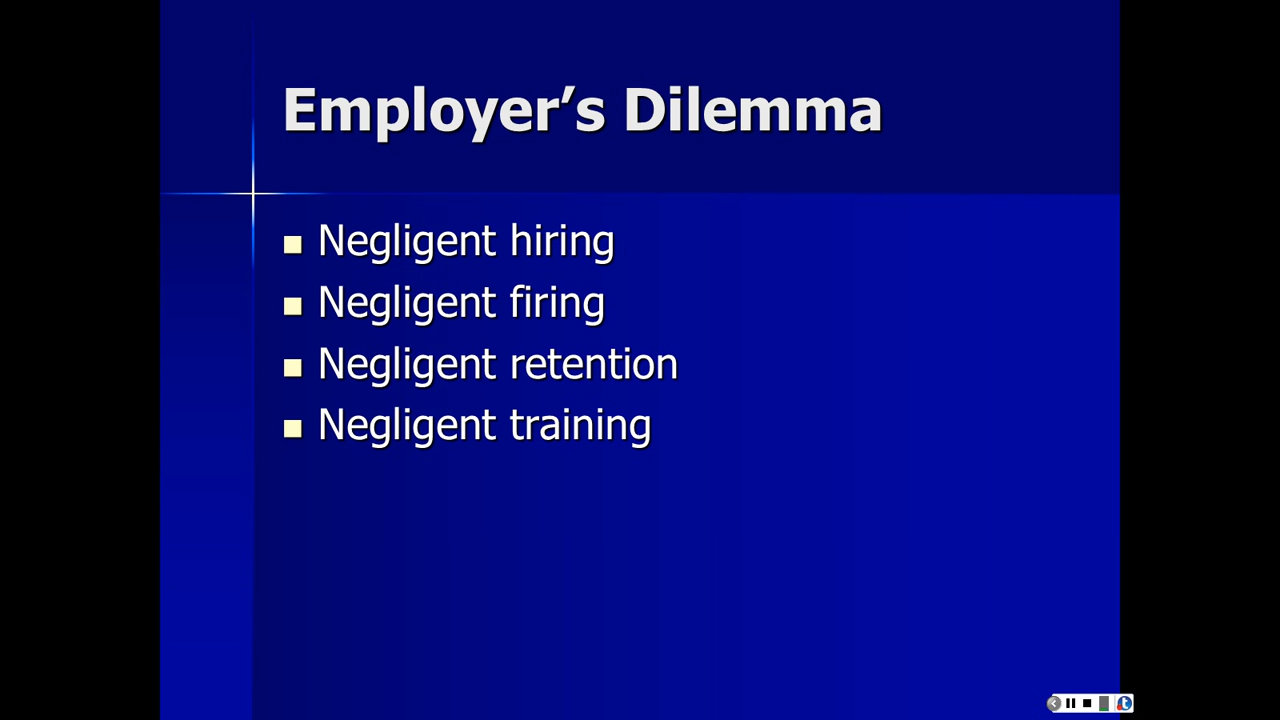 Employer’s Dilemma
Negligent hiring
Negligent firing
Negligent retention
Negligent training